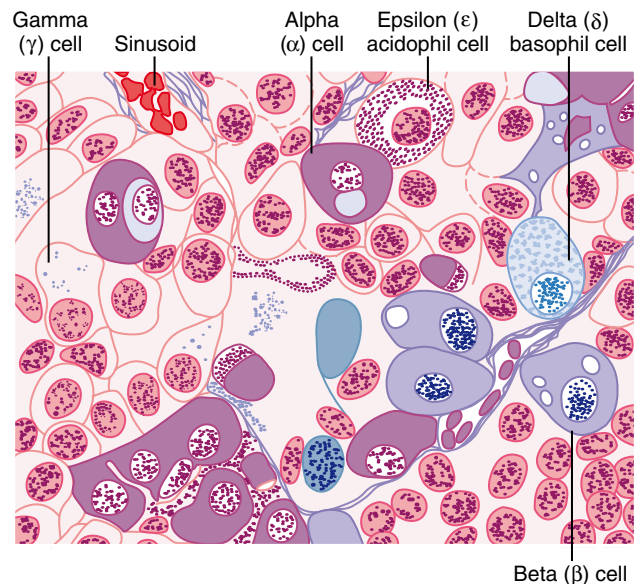 Gamma
(γ) cell
Sinusoid
Alpha
(α) cell
Epsilon (ε)
acidophil cell
Delta (δ)
basophil cell
Beta (β) cell